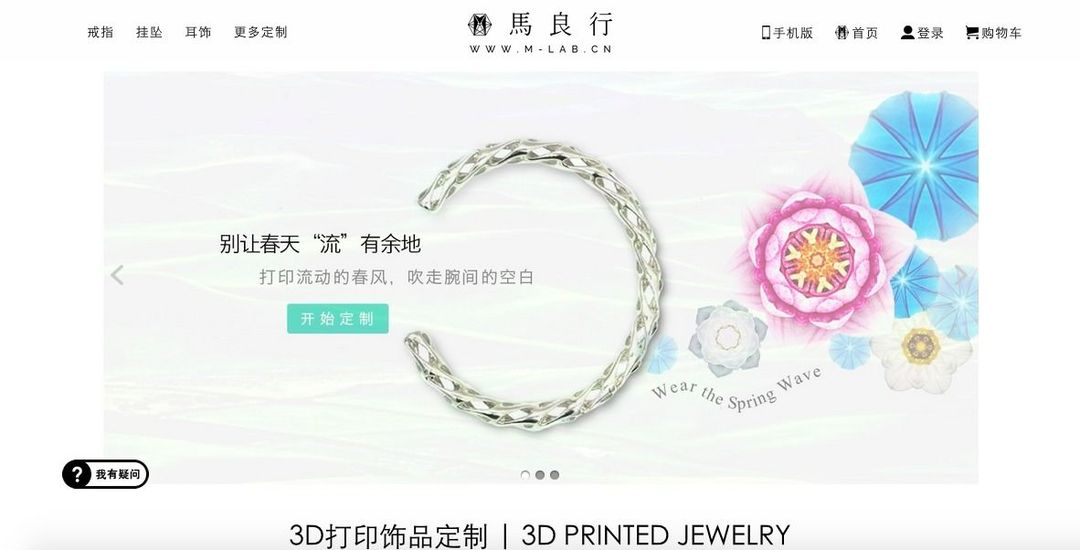 戒指 挂坠 耳饰 更多定制
馬良行
WWW.M-LAB.CN
手机版 首页 登录 购物车
别让春天“流”有余地
打印流动的春风，吹走腕间的空白
开始定制
Wear the Spring Wave
? 我有疑问
3D打印饰品定制 | 3D PRINTED JEWELRY